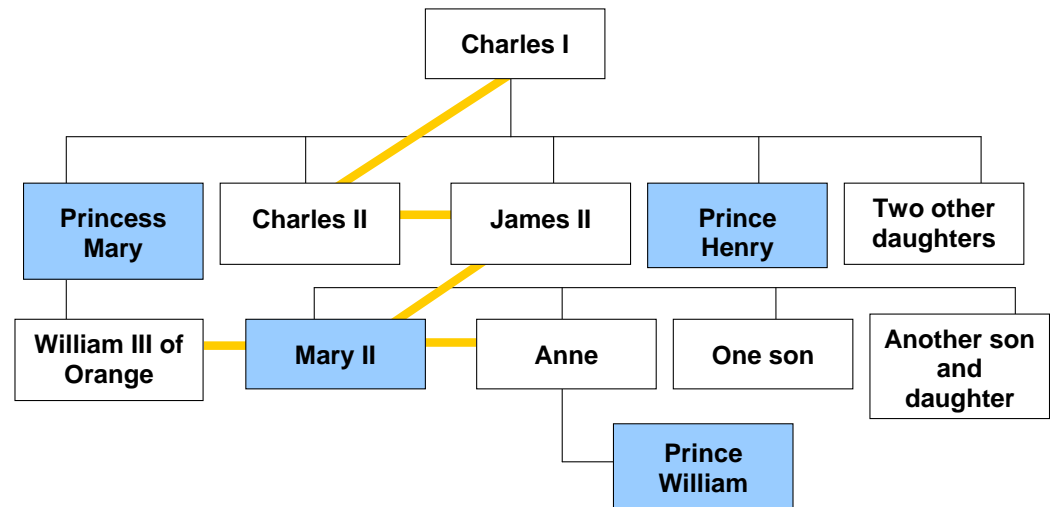 Charles I
Princess
Mary
Charles II
James II
Prince
Henry
Two other
daughters
William III of
Orange
Mary II
Anne
One son
Another son
and
daughter
Prince
William